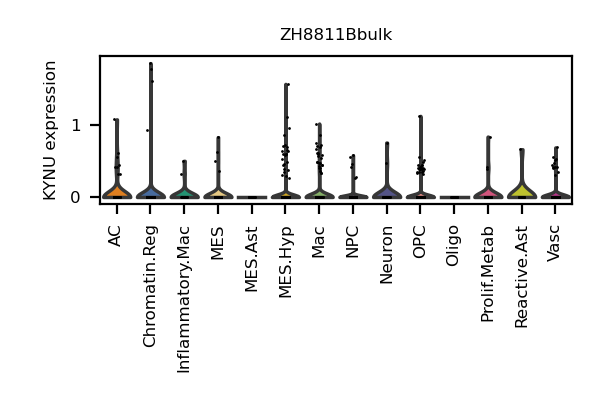 ZH8811Bbulk
KYNU expression
1
0
AC
Chromatin.Reg
Inflammatory.Mac
MES
MES.Ast
MES.Hyp
Mac
NPC
Neuron
OPC
Oligo
Prolif.Metab
Reactive.Ast
Vasc